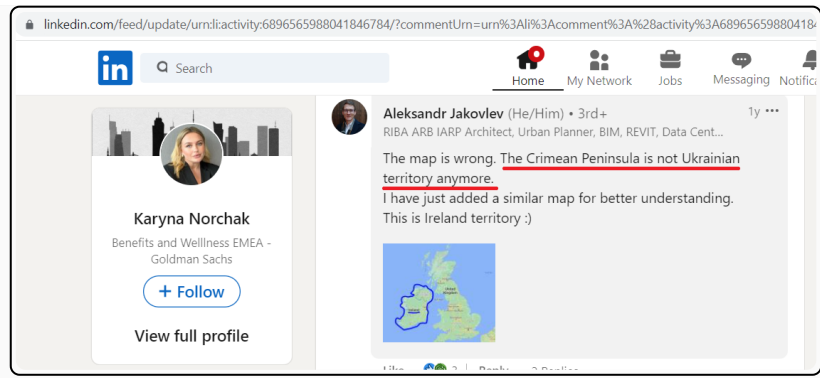 linkedin.com/feed/update/urn:li:activity:6896565988041846784/?commentUrn=urn%3Ali%3Acomment%3A%28activity%3A68965659880418
in
Search
Home
My Network
Jobs
Messaging
Karyna Norchak
Benefits and Welllness EMEA -
Goldman Sachs
+ Follow
View full profile
Aleksandr Jakovlev (He/Him) • 3rd+
1y •••
RIBA ARB IARP Architect, Urban Planner, BIM, REVIT, Data Cent...
The map is wrong. The Crimean Peninsula is not Ukrainian
territory anymore.
I have just added a similar map for better understanding.
This is Ireland territory :)